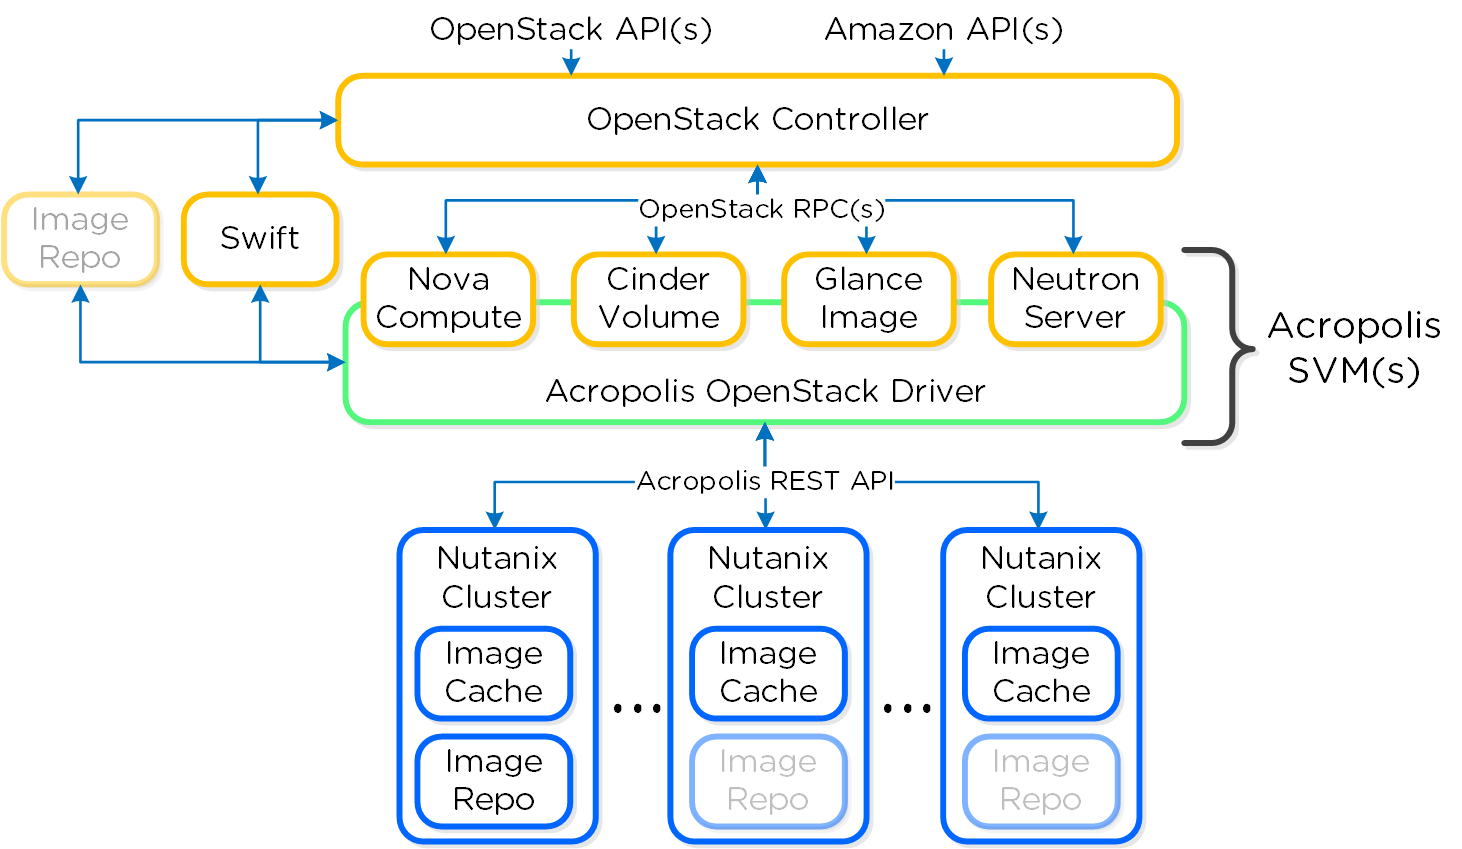 OpenStack API(s)
Amazon API(s)
OpenStack Controller
Image
Repo
Swift
OpenStack RPC(s)
Nova
Compute
Cinder
Volume
Glance
Image
Neutron
Server
Acropolis OpenStack Driver
Acropolis
SVM(s)
Acropolis REST API
Nutanix
Cluster
Image
Cache
Image
Repo
...
Nutanix
Cluster
Image
Cache
Image
Repo
...
Nutanix
Cluster
Image
Cache
Image
Repo